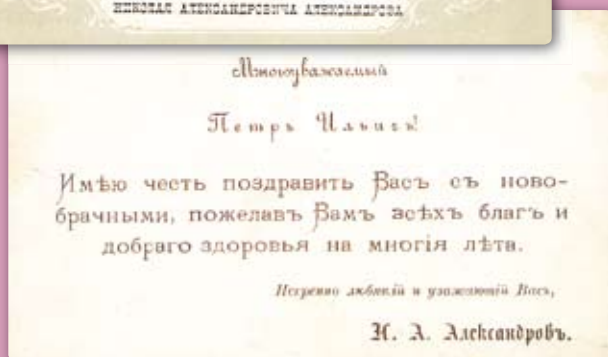 НИКОЛАЯ АЛЕКСАНДРОВИЧА АЛЕКСАНДРОВА
Многоуважаемый
Петръ Ильичъ!
Имѣю честь поздравить Васъ съ ново-
брачными, пожелавъ Вамъ всѣхъ благъ и
добраго здоровья на многія лѣта.
Искренно любящій и уважающій Васъ,
Н. А. Александровъ.